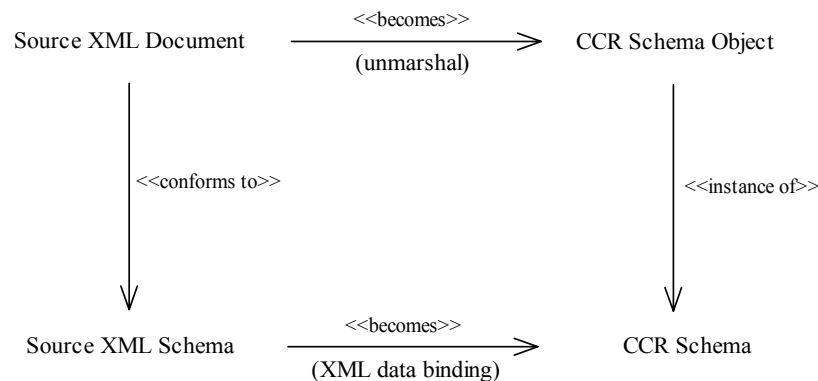 <<becomes>>
Source XML Document
CCR Schema Object
(unmarshal)
<<conforms to>>
<<instance of>>
<<becomes>>
Source XML Schema
CCR Schema
(XML data binding)